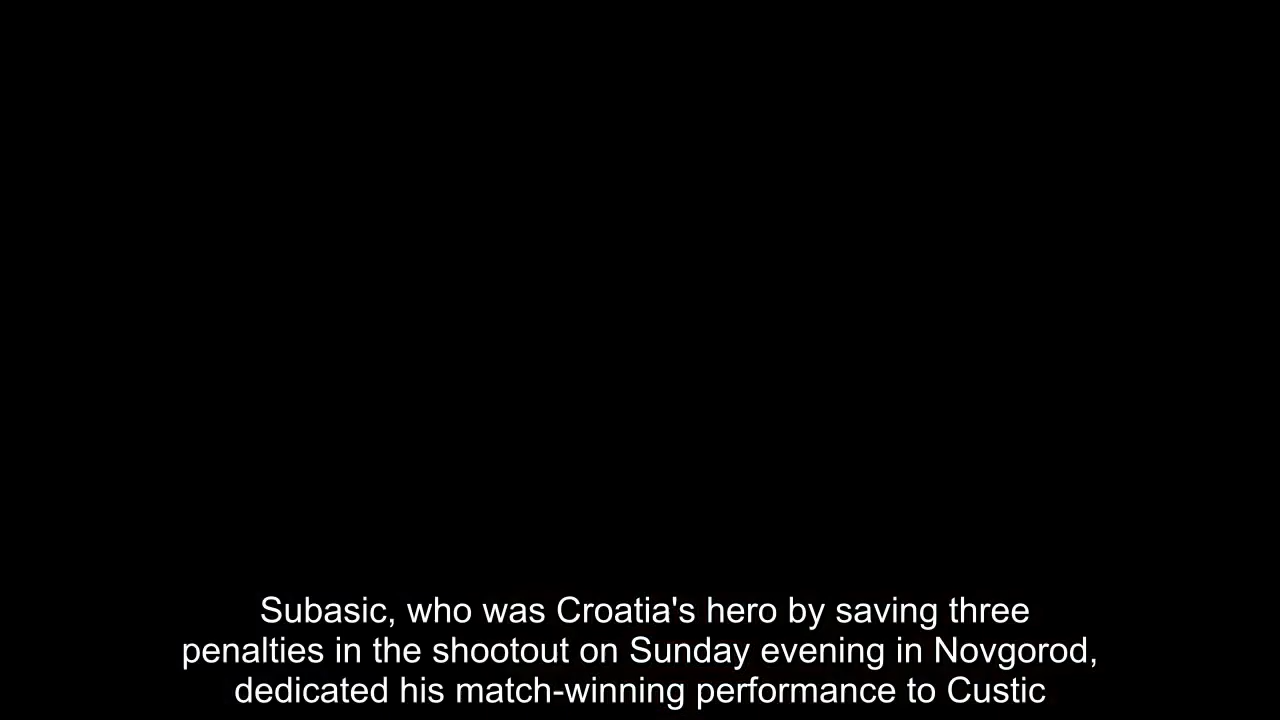 Subasic, who was Croatia's hero by saving three
penalties in the shootout on Sunday evening in Novgorod,
dedicated his match-winning performance to Custic